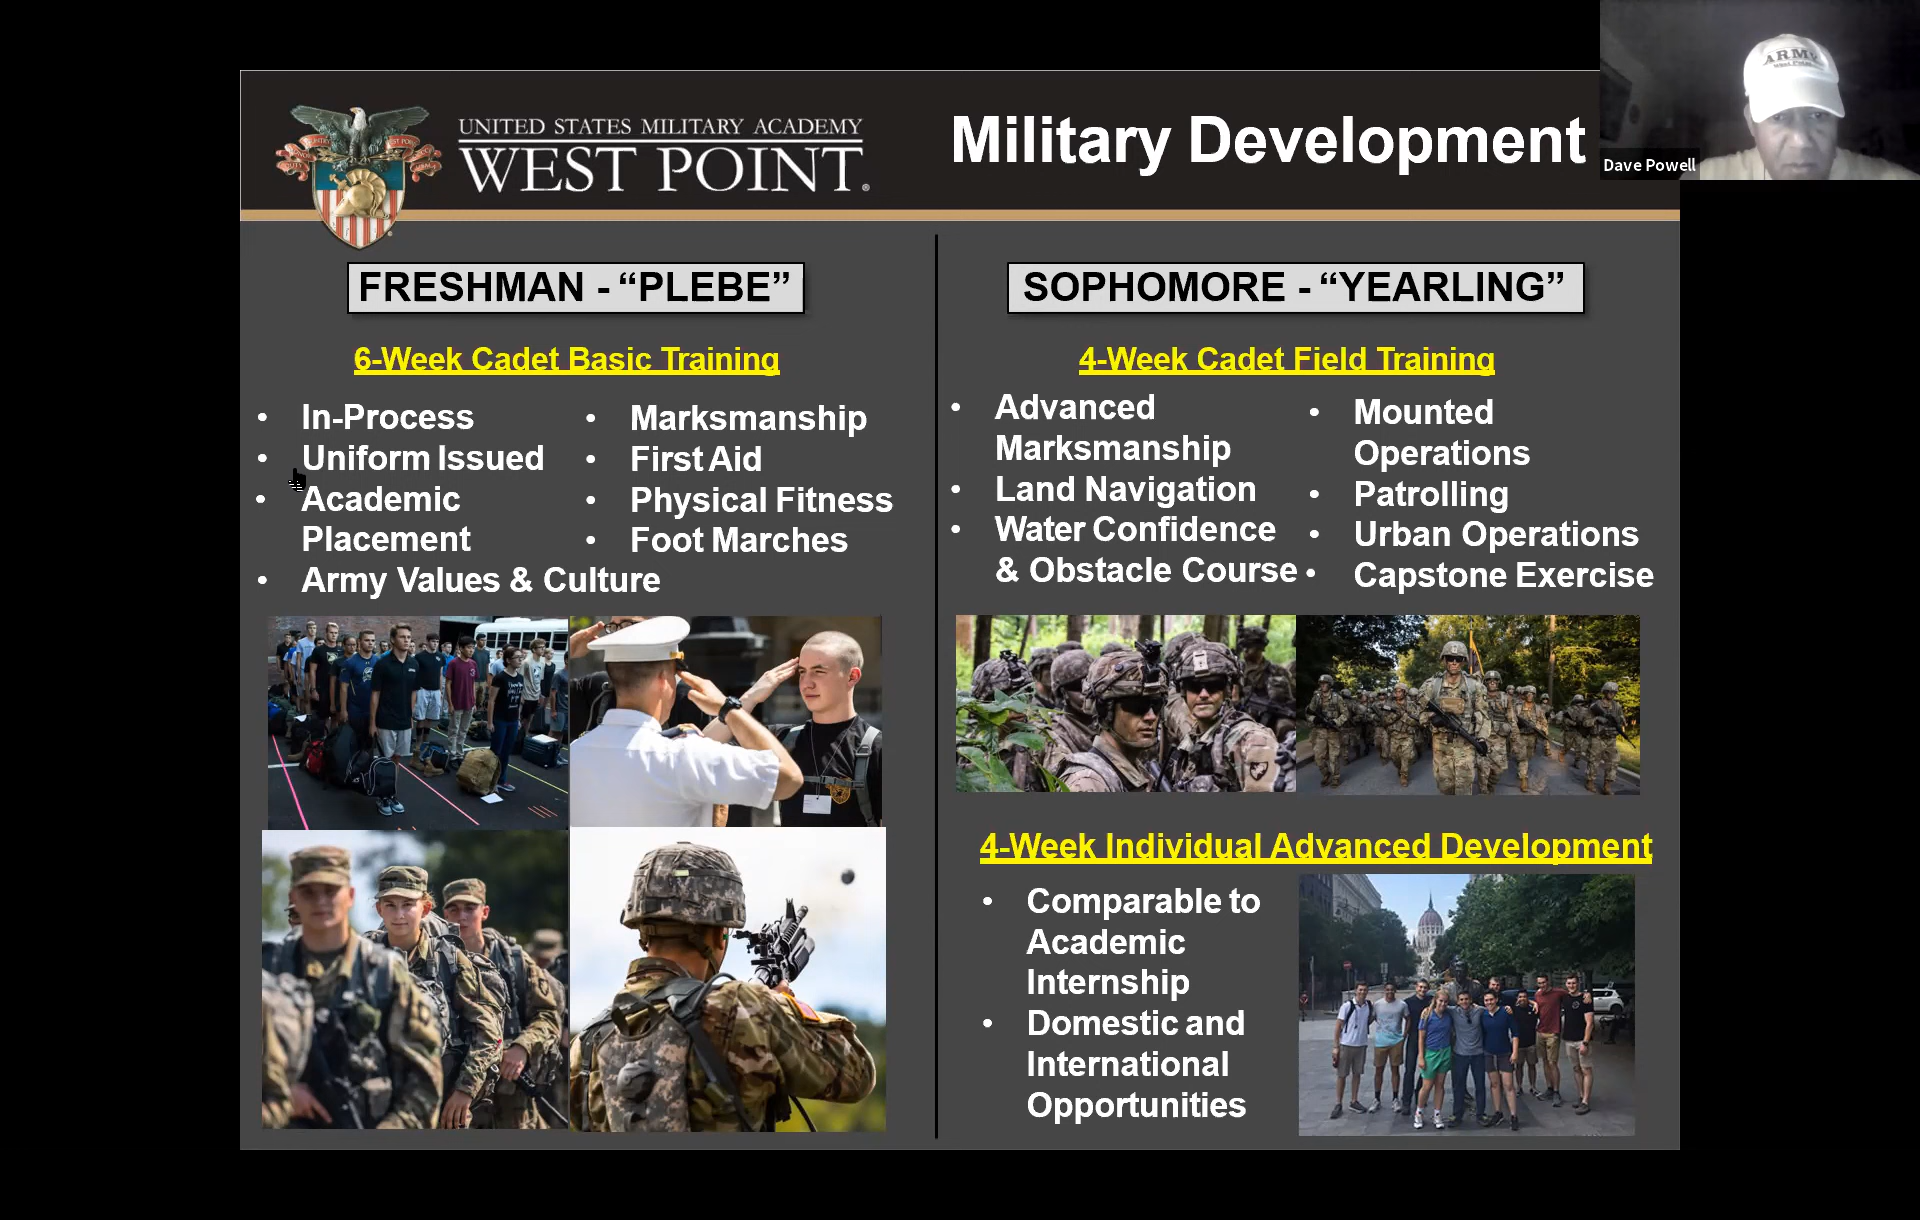 UNITED STATES MILITARY ACADEMY
WEST POINT.
Military Development
ARMY
West Point
Dave Powell
FRESHMAN - “PLEBE”
6-Week Cadet Basic Training
• In-Process
• Uniform Issued
• Academic
Placement
• Army Values & Culture
• Marksmanship
• First Aid
• Physical Fitness
• Foot Marches
SOPHOMORE - “YEARLING”
4-Week Cadet Field Training
• Advanced
Marksmanship
• Land Navigation
• Water Confidence
& Obstacle Course
• Mounted
Operations
• Patrolling
• Urban Operations
• Capstone Exercise
4-Week Individual Advanced Development
• Comparable to
Academic
Internship
• Domestic and
International
Opportunities